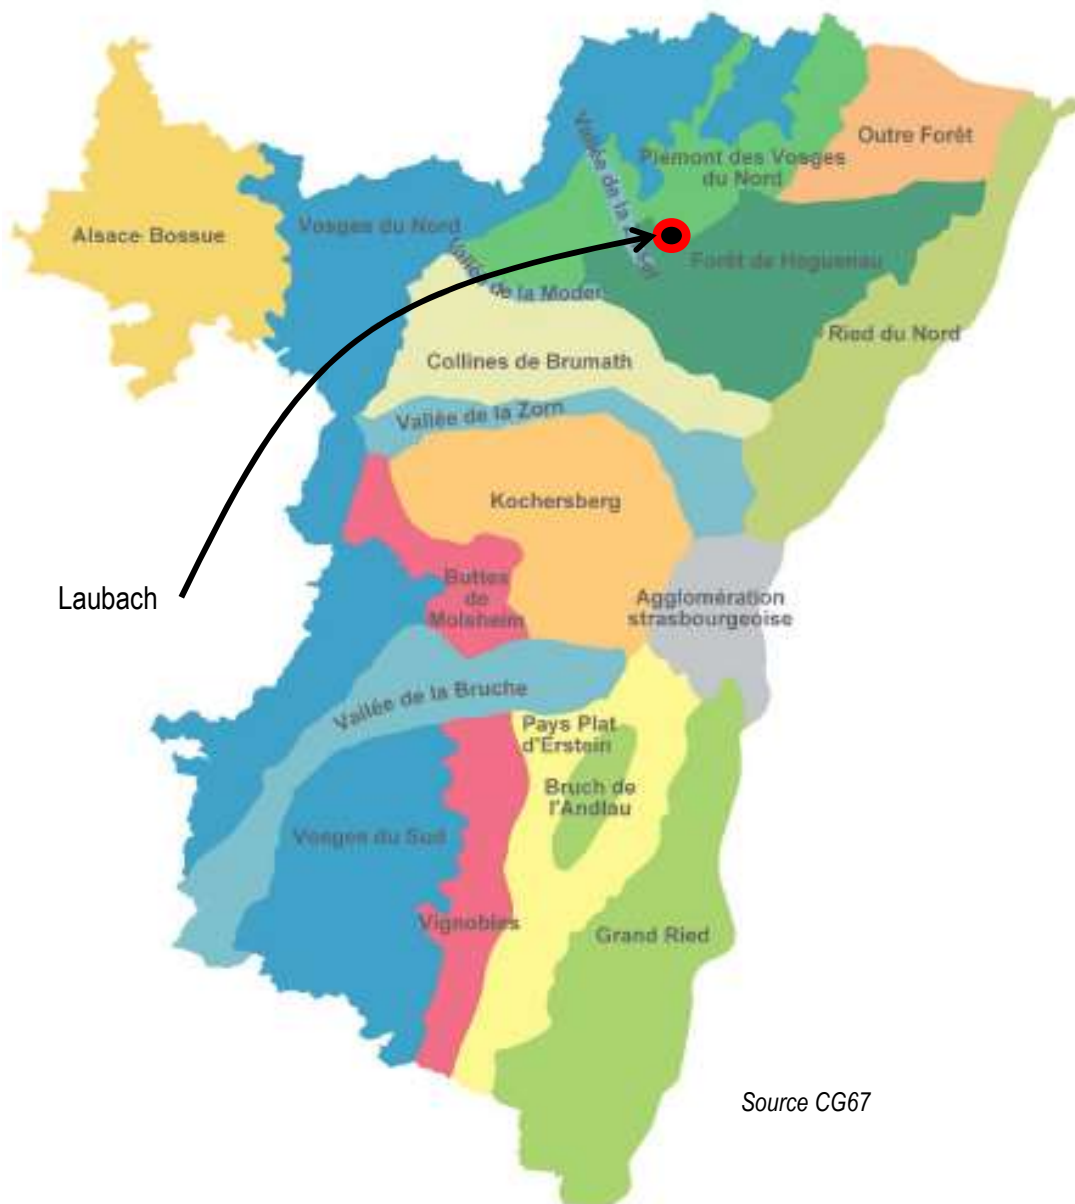 Outre Forêt
Piémont des Vosges
du Nord
Vallée de la
Alsace Bossue
Vosges du Nord
Forêt de Haguenau
Vallée de la Moder
Ried du Nord
Collines de Brumath
Vallée de la Zorn
Kochersberg
Laubach
Buttes
de
Molsheim
Agglomération
strasbourgeoise
Vallée de la Bruche
Pays Plat
d'Erstein
Bruch de
l'Andlau
Vosges du Sud
Vignobles
Grand Ried
Source CG67